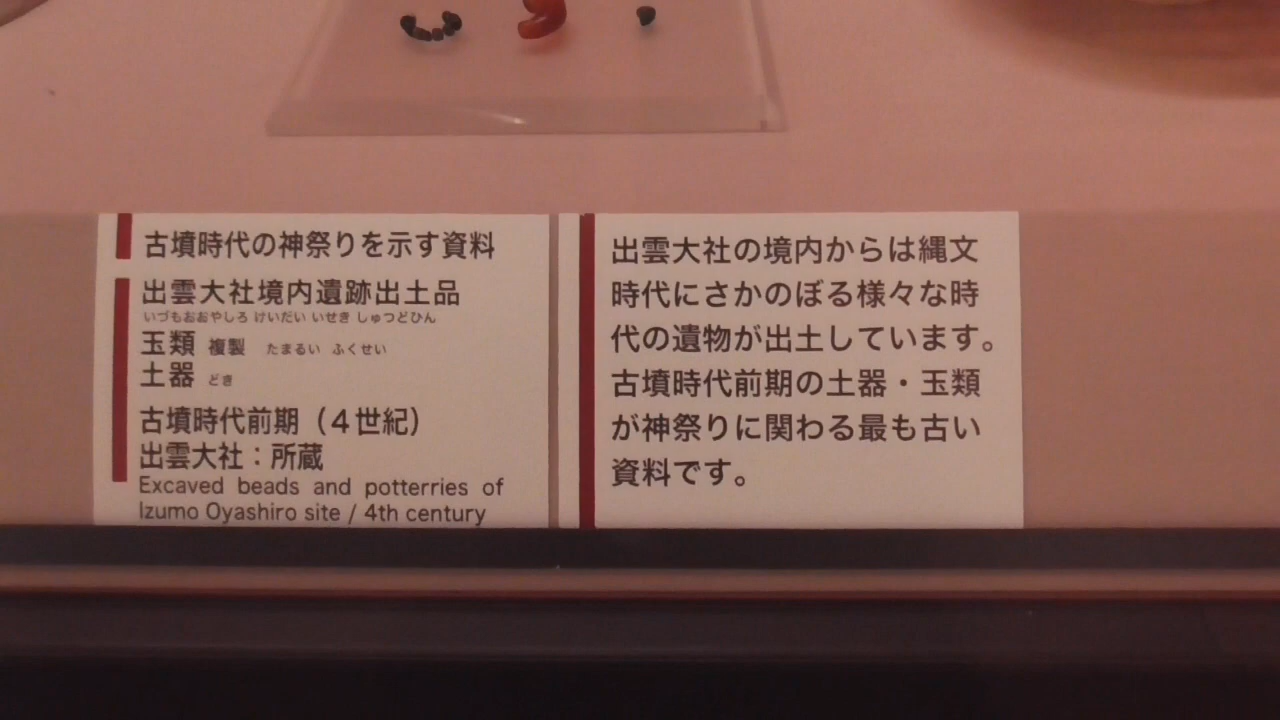 古墳時代の神祭りを示す資料
出雲大社境内遺跡出土品
いづもおおやしろ けいだい いせき しゅつどひん
玉類 複製 たまるい ふくせい
土器 どき
古墳時代前期（４世紀）
出雲大社：所蔵
Excaved beads and potterries of
Izumo Oyashiro site / 4th century
出雲大社の境内からは縄文
時代にさかのぼる様々な時
代の遺物が出土しています。
古墳時代前期の土器・玉類
が神祭りに関わる最も古い
資料です。